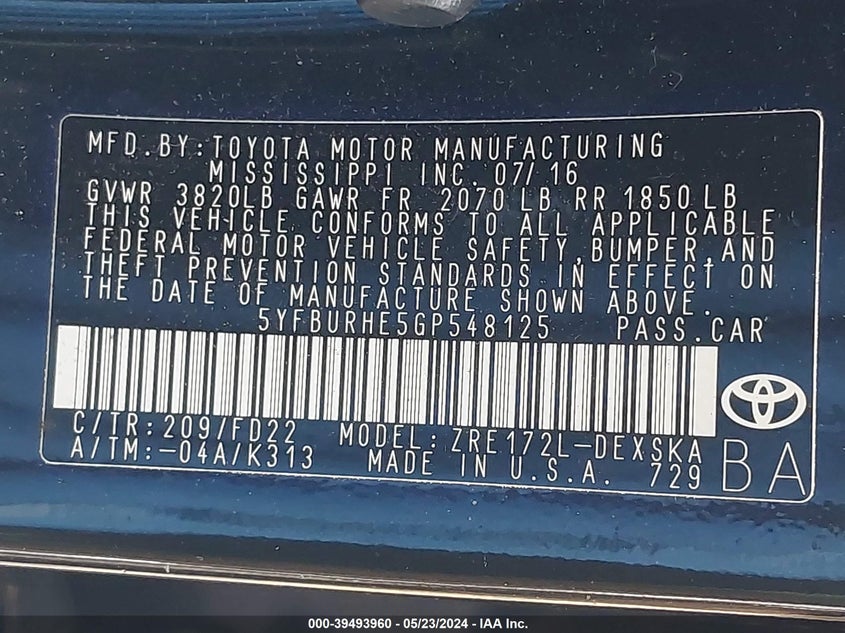 MFD.BY:TOYOTA MOTOR MANUFACTURING
MISSISSIPPI INC. 07/16
GVWR 3820LB GAWR FR 2070 LB RR 1850 LB
THIS VEHICLE CONFORMS TO ALL APPLICABLE
FEDERAL MOTOR VEHICLE SAFETY,BUMPER,AND
THEFT PREVENTION STANDARDS IN EFFECT ON
THE DATE OF MANUFACTURE SHOWN ABOVE.
5YFBURHE5GP548125 PASS.CAR
C/TR:209/FD22 MODEL:ZRE172L-DEXSKA
A/TM:-04A/K313 MADE IN U.S.A. 729
BA
000-39493960 - 05/23/2024 - IAA Inc.